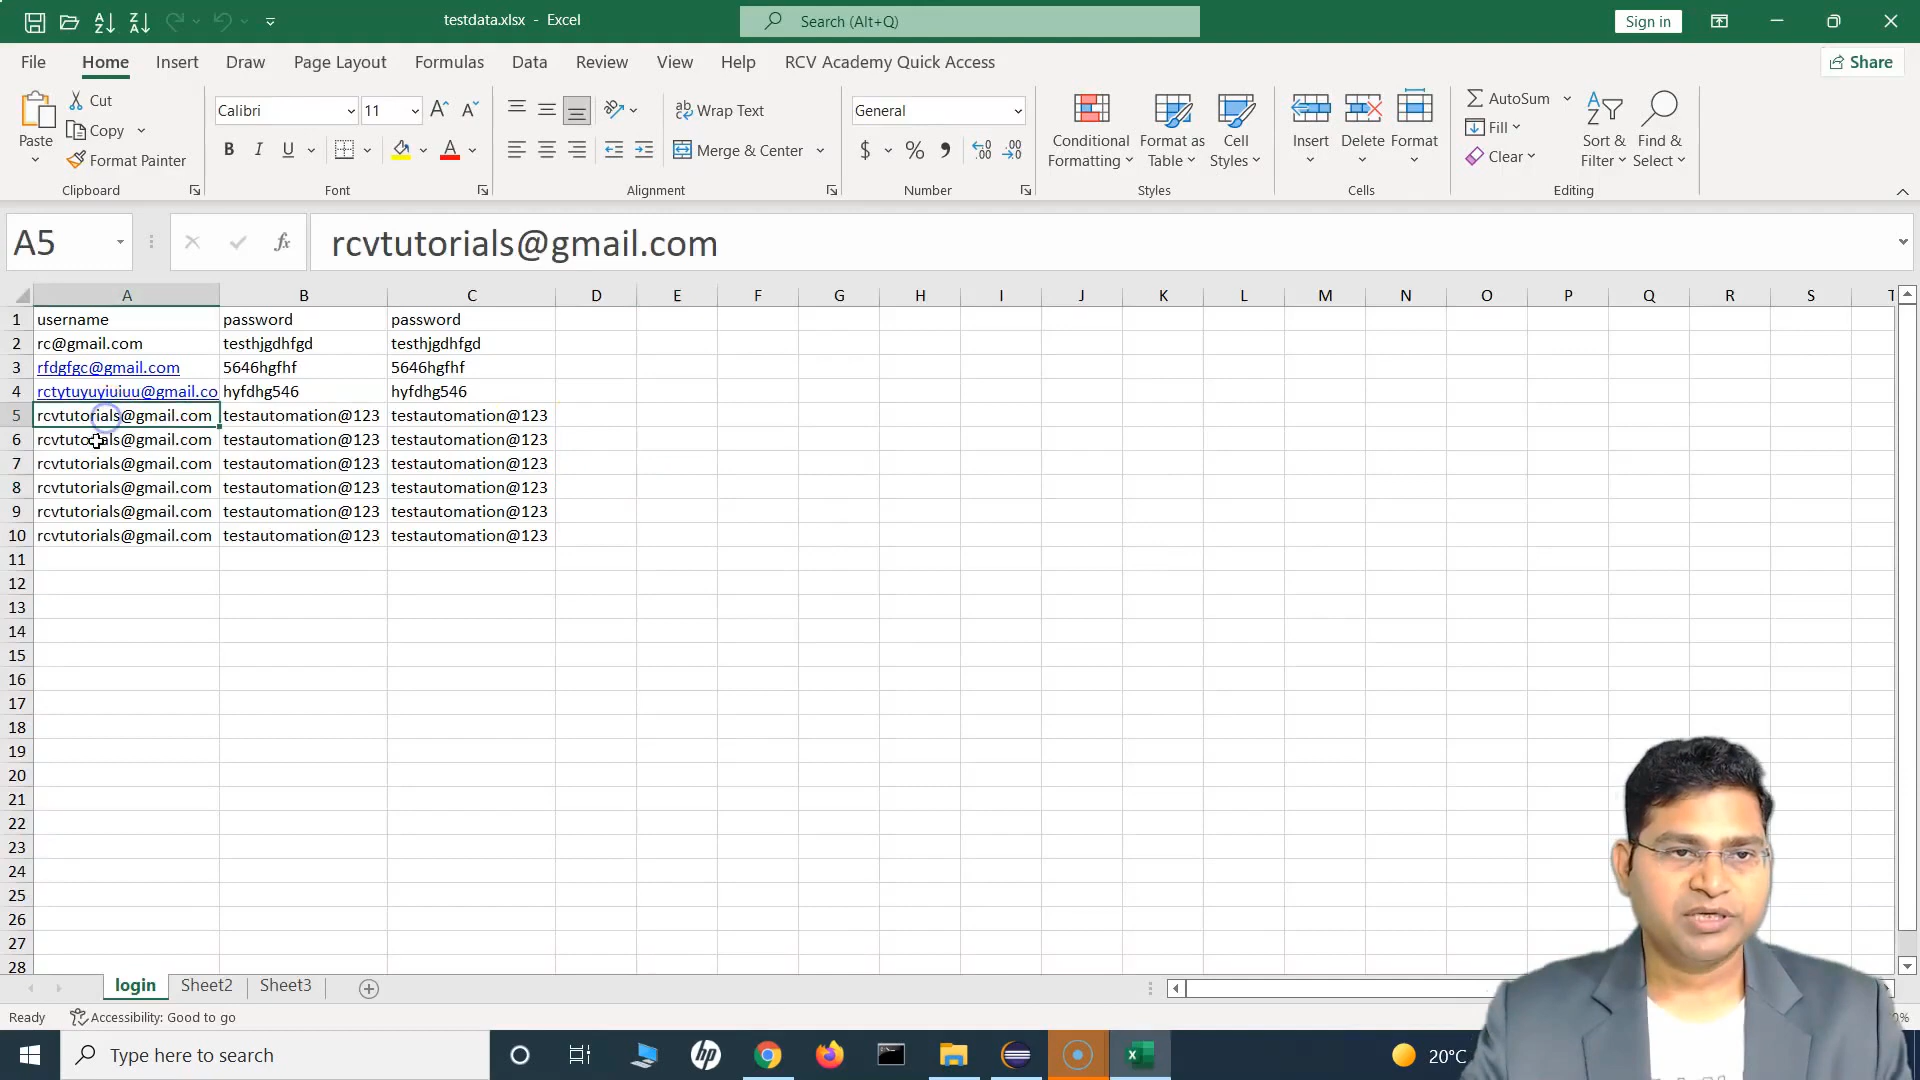 testdata.xlsx - Excel
Search (Alt+Q)
Sign in
File Home Insert Draw Page Layout Formulas Data Review View Help RCV Academy Quick Access
Share
Paste
Cut
Copy
Format Painter
Clipboard
Calibri 11
B I U
Font
Wrap Text
Merge & Center
Alignment
General
$ % ,
Number
Conditional Formatting
Format as Table
Cell Styles
Styles
Insert
Delete
Format
Cells
AutoSum
Fill
Clear
Sort & Filter
Find & Select
Editing
A5
fx
rcvtutorials@gmail.com
A B C D E F G H I J K L M N O P Q R S T
1 username password password
2 rc@gmail.com testhjgdhfgd testhjgdhfgd
3 rfdgfgc@gmail.com 5646hgfhf 5646hgfhf
4 rctytuyuyiuiuu@gmail.co hyfdhg546 hyfdhg546
5 rcvtutorials@gmail.com testautomation@123 testautomation@123
6 rcvtutorials@gmail.com testautomation@123 testautomation@123
7 rcvtutorials@gmail.com testautomation@123 testautomation@123
8 rcvtutorials@gmail.com testautomation@123 testautomation@123
9 rcvtutorials@gmail.com testautomation@123 testautomation@123
10 rcvtutorials@gmail.com testautomation@123 testautomation@123
11
12
13
14
15
16
17
18
19
20
21
22
23
24
25
26
27
28
login Sheet2 Sheet3
Ready Accessibility: Good to go
Type here to search
20°C